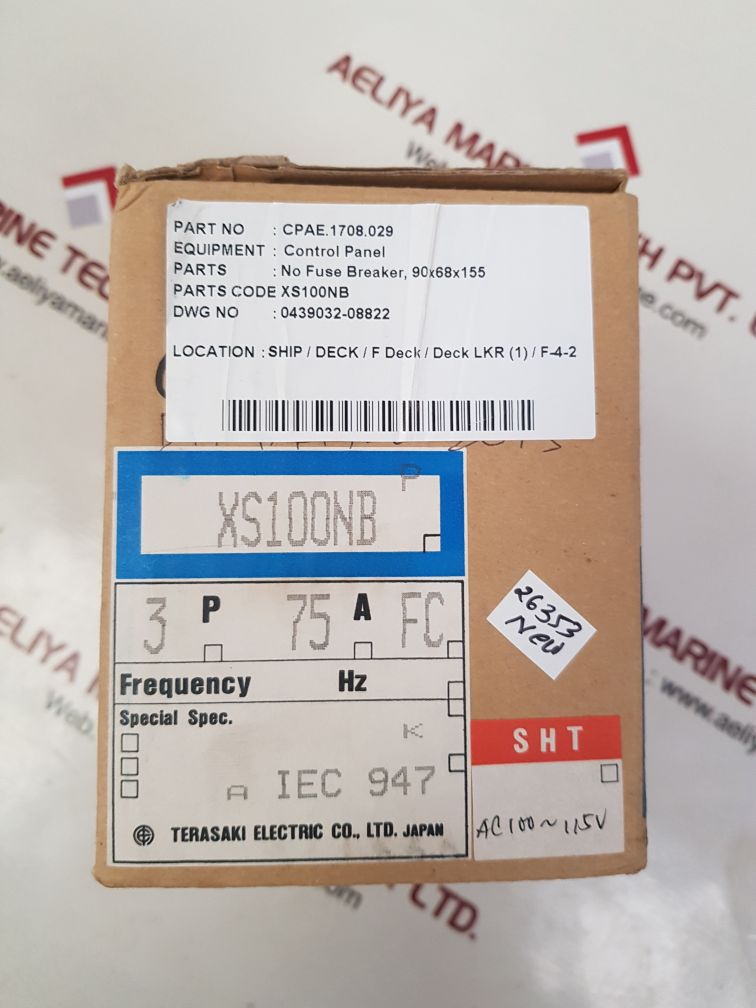 AELIYA MARINE
PART NO : CPAE.1708.029
EQUIPMENT : Control Panel
PARTS : No Fuse Breaker, 90x68x155
PARTS CODE XS100NB
DWG NO : 0439032-08822
LOCATION : SHIP / DECK / F Deck / Deck LKR (1) / F-4-2
P
XS100NB
3 P 75 A FC
Frequency Hz
Special Spec.
K
A IEC 947
TERASAKI ELECTRIC CO., LTD. JAPAN
26353
New
SHT
AC100~115V